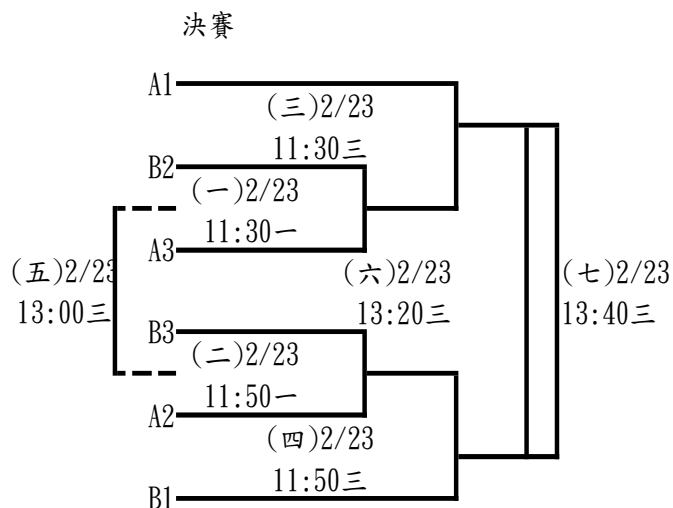 決賽
A1
(三)2/23
11:30三
B2
(一)2/23
11:30一
A3
(五)2/23
13:00三
(六)2/23
13:20三
(七)2/23
13:40三
B3
(二)2/23
11:50一
A2
(四)2/23
11:50三
B1